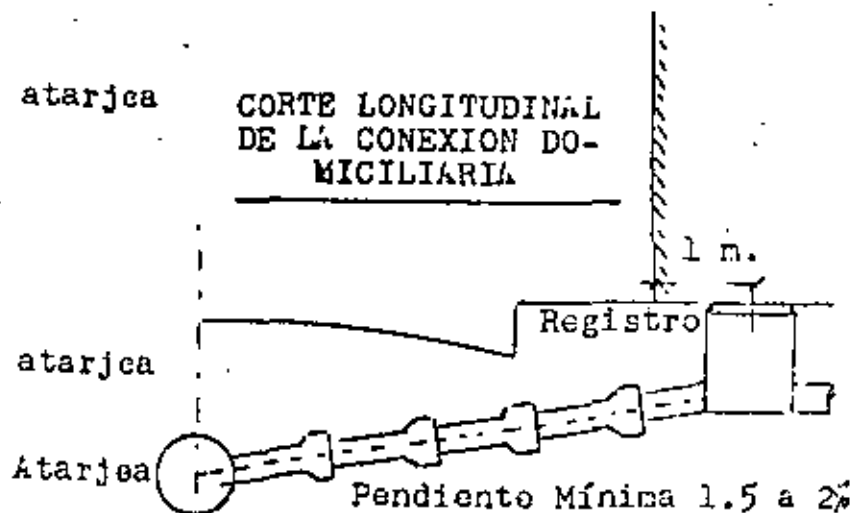 atarjea
CORTE LONGITUDINAL
DE LA CONEXION DO-
MICILIARIA
1 m.
Registro
atarjea
Atarjea
Pendiente Mínima 1.5 a 2%